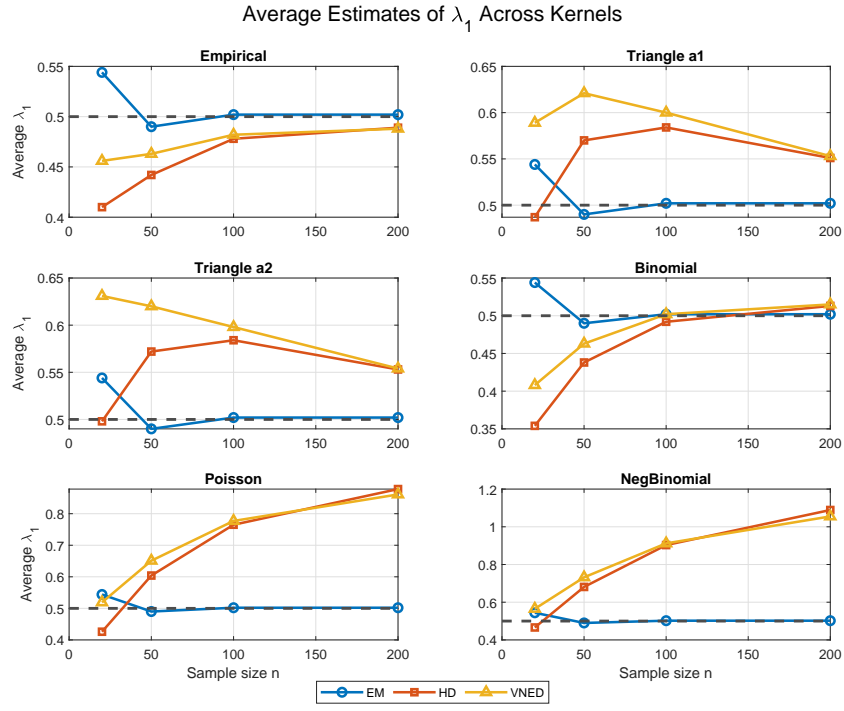 Average Estimates of λ1 Across Kernels
Empirical
Average λ1
0.55
0.5
0.45
0.4
0 50 100 150 200
Triangle a1
0.65
0.6
0.55
0.5
0 50 100 150 200
Triangle a2
Average λ1
0.65
0.6
0.55
0.5
0 50 100 150 200
Binomial
0.55
0.5
0.45
0.4
0.35
0 50 100 150 200
Poisson
Average λ1
0.8
0.7
0.6
0.5
0.4
0 50 100 150 200
Sample size n
NegBinomial
1.2
1
0.8
0.6
0.4
0 50 100 150 200
Sample size n
EM HD VNED